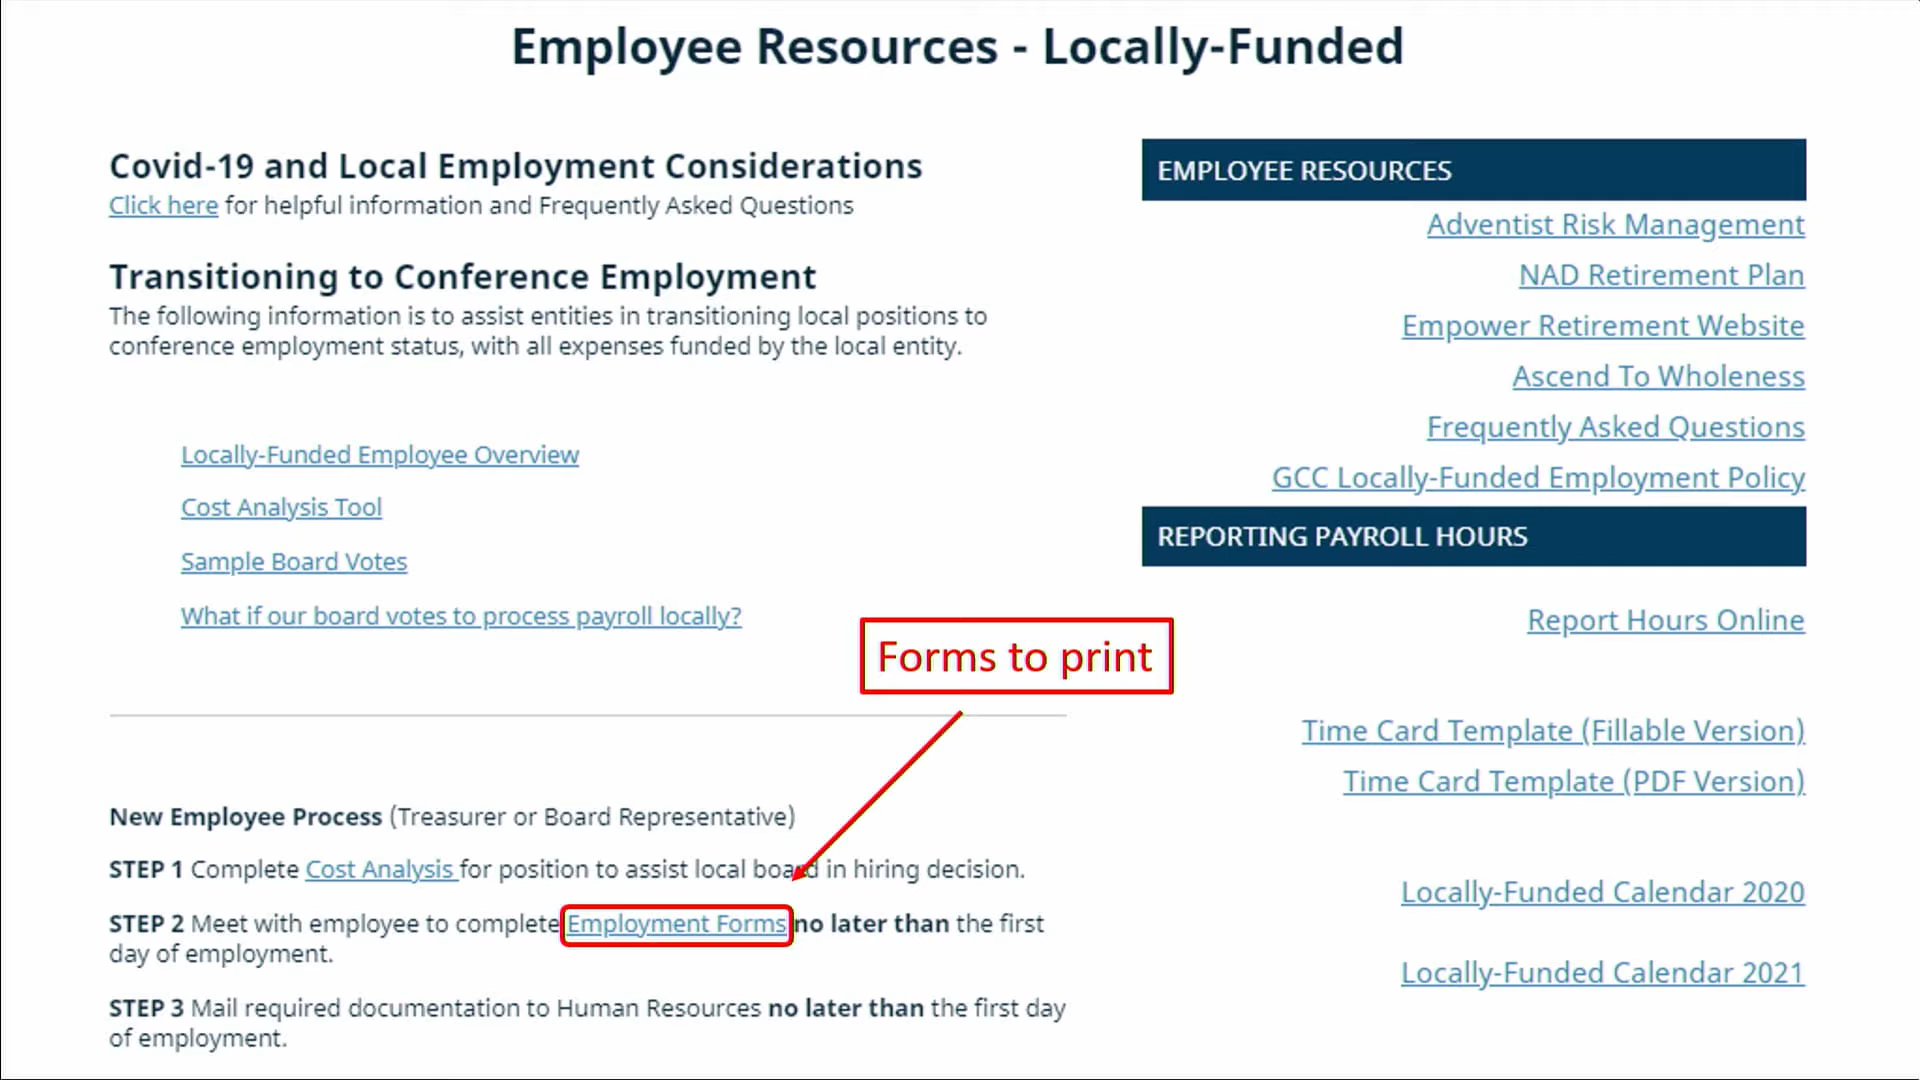 Employee Resources - Locally-Funded
Covid-19 and Local Employment Considerations
Click here for helpful information and Frequently Asked Questions
Transitioning to Conference Employment
The following information is to assist entities in transitioning local positions to
conference employment status, with all expenses funded by the local entity.
Locally-Funded Employee Overview
Cost Analysis Tool
Sample Board Votes
What if our board votes to process payroll locally?
Forms to print
New Employee Process (Treasurer or Board Representative)
STEP 1 Complete Cost Analysis for position to assist local board in hiring decision.
STEP 2 Meet with employee to complete Employment Forms no later than the first
day of employment.
STEP 3 Mail required documentation to Human Resources no later than the first day
of employment.
EMPLOYEE RESOURCES
Adventist Risk Management
NAD Retirement Plan
Empower Retirement Website
Ascend To Wholeness
Frequently Asked Questions
GCC Locally-Funded Employment Policy
REPORTING PAYROLL HOURS
Report Hours Online
Time Card Template (Fillable Version)
Time Card Template (PDF Version)
Locally-Funded Calendar 2020
Locally-Funded Calendar 2021